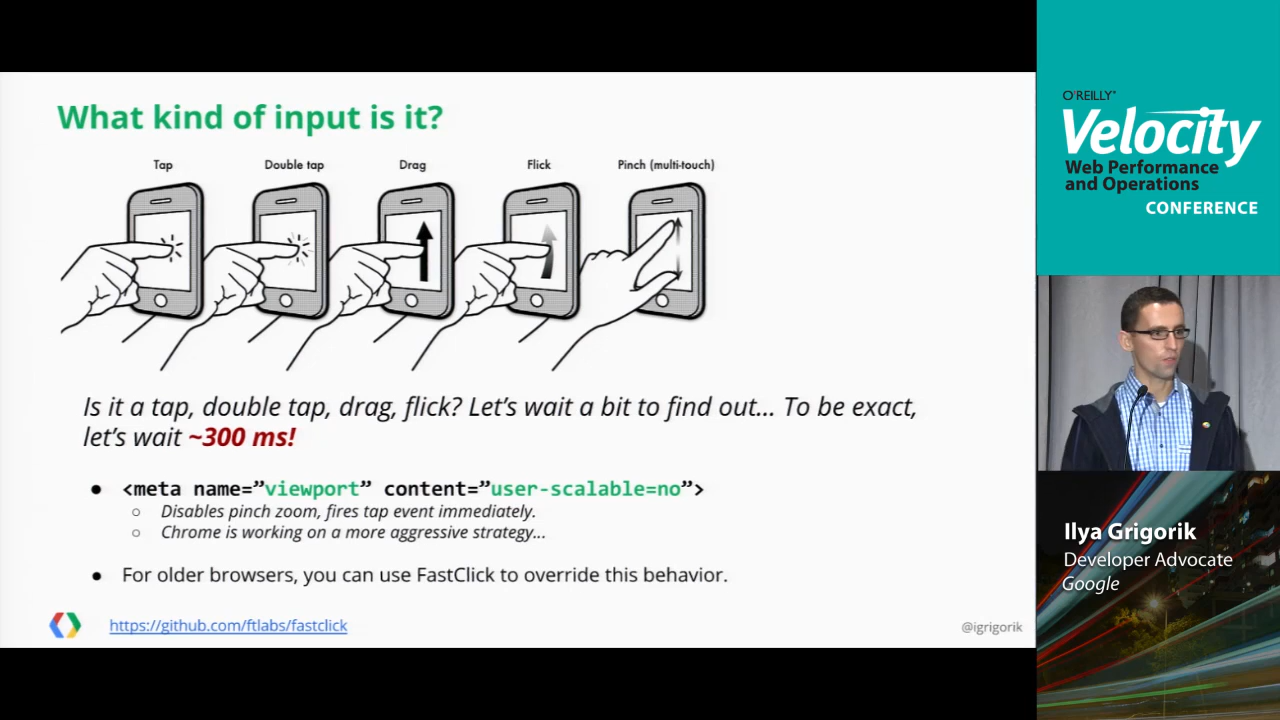 What kind of input is it?
Tap
Double tap
Drag
Flick
Pinch (multi-touch)
Is it a tap, double tap, drag, flick? Let's wait a bit to find out... To be exact,
let's wait ~300 ms!
● <meta name=”viewport” content=”user-scalable=no”>
○ Disables pinch zoom, fires tap event immediately.
○ Chrome is working on a more aggressive strategy...
● For older browsers, you can use FastClick to override this behavior.
https://github.com/ftlabs/fastclick
@igrigorik
O'REILLY®
Velocity
Web Performance
and Operations
CONFERENCE
Ilya Grigorik
Developer Advocate
Google